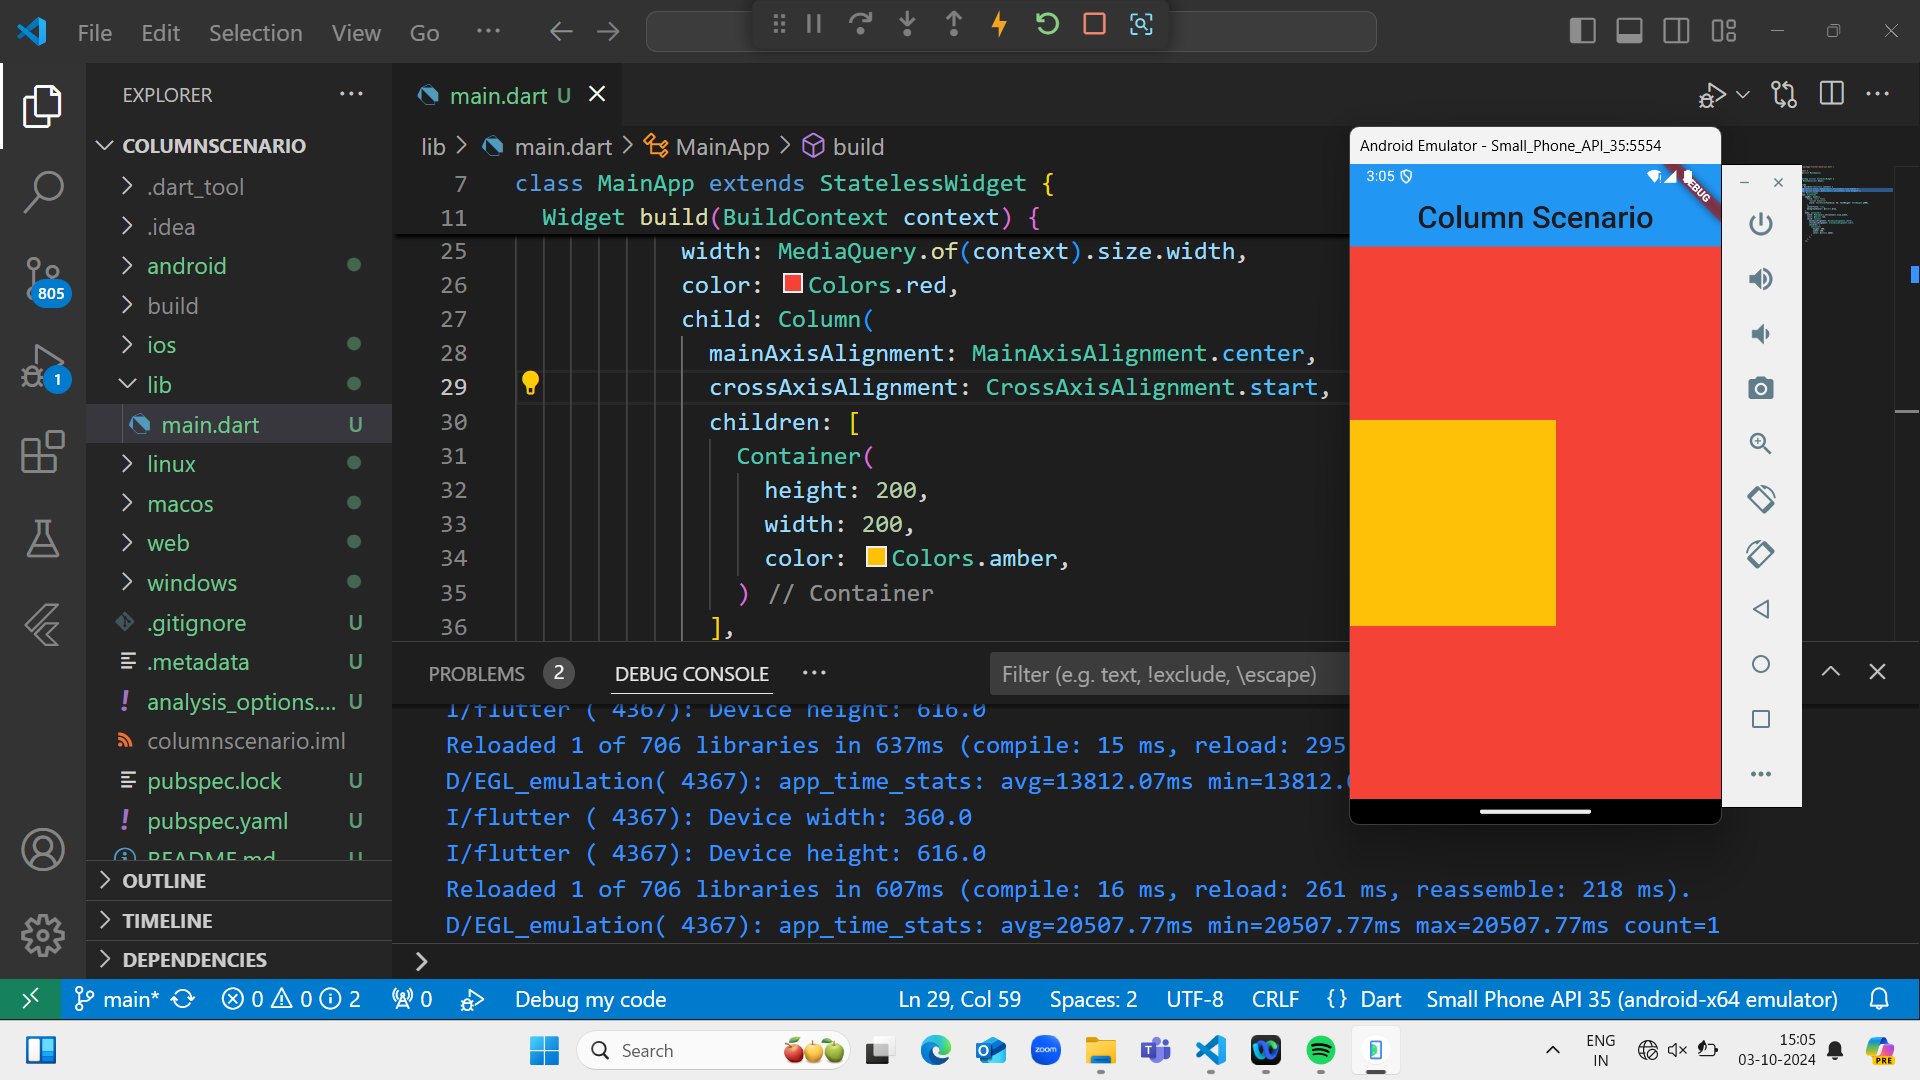 File Edit Selection View Go ...
EXPLORER
COLUMNSCENARIO
.dart_tool
.idea
android
build
ios
lib
main.dart U
linux
macos
web
windows
.gitignore U
.metadata U
analysis_options.... U
columnscenario.iml
pubspec.lock U
pubspec.yaml U
README.md U
OUTLINE
TIMELINE
DEPENDENCIES
805
1
main.dart U
lib > main.dart > MainApp > build
7 class MainApp extends StatelessWidget {
11 Widget build(BuildContext context) {
25 width: MediaQuery.of(context).size.width,
26 color: Colors.red,
27 child: Column(
28 mainAxisAlignment: MainAxisAlignment.center,
29 crossAxisAlignment: CrossAxisAlignment.start,
30 children: [
31 Container(
32 height: 200,
33 width: 200,
34 color: Colors.amber,
35 ) // Container
36 ],
PROBLEMS 2 DEBUG CONSOLE ...
Filter (e.g. text, !exclude, \escape)
I/flutter ( 4367): Device height: 616.0
Reloaded 1 of 706 libraries in 637ms (compile: 15 ms, reload: 295
D/EGL_emulation( 4367): app_time_stats: avg=13812.07ms min=13812.
I/flutter ( 4367): Device width: 360.0
I/flutter ( 4367): Device height: 616.0
Reloaded 1 of 706 libraries in 607ms (compile: 16 ms, reload: 261 ms, reassemble: 218 ms).
D/EGL_emulation( 4367): app_time_stats: avg=20507.77ms min=20507.77ms max=20507.77ms count=1
Android Emulator - Small_Phone_API_35:5554
3:05
DEBUG
Column Scenario
main* 0 0 2 0 Debug my code Ln 29, Col 59 Spaces: 2 UTF-8 CRLF {} Dart Small Phone API 35 (android-x64 emulator)
Search
zoom
ENG
IN
15:05
03-10-2024
PRE